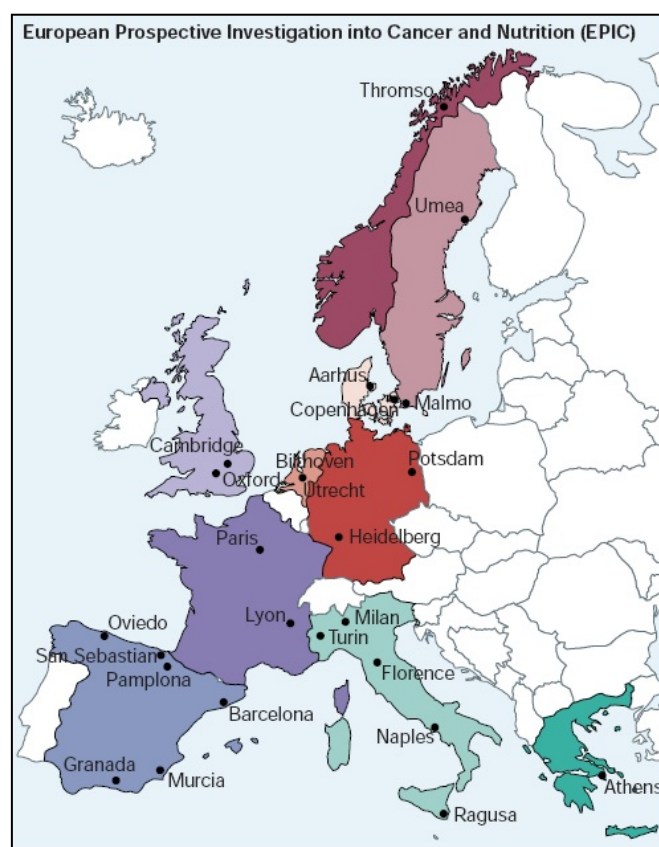 European Prospective Investigation into Cancer and Nutrition (EPIC)
Thromso
Umea
Aarhus
Copenhagen
Malmo
Cambridge
Oxford
Bilthoven
Utrecht
Potsdam
Paris
Heidelberg
Lyon
Milan
Turin
Oviedo
San Sebastian
Pamplona
Florence
Barcelona
Naples
Granada
Murcia
Athens
Ragusa